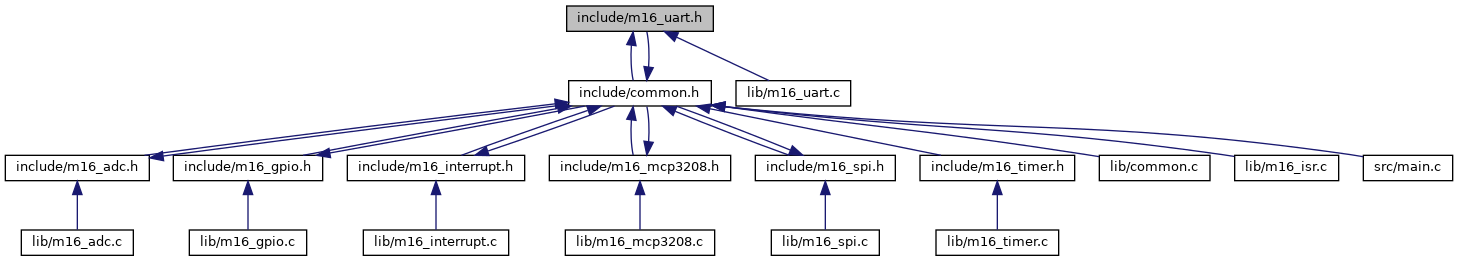 include/m16_uart.h
include/common.h
lib/m16_uart.c
include/m16_adc.h
include/m16_gpio.h
include/m16_interrupt.h
include/m16_mcp3208.h
include/m16_spi.h
include/m16_timer.h
lib/common.c
lib/m16_isr.c
src/main.c
lib/m16_adc.c
lib/m16_gpio.c
lib/m16_interrupt.c
lib/m16_mcp3208.c
lib/m16_spi.c
lib/m16_timer.c